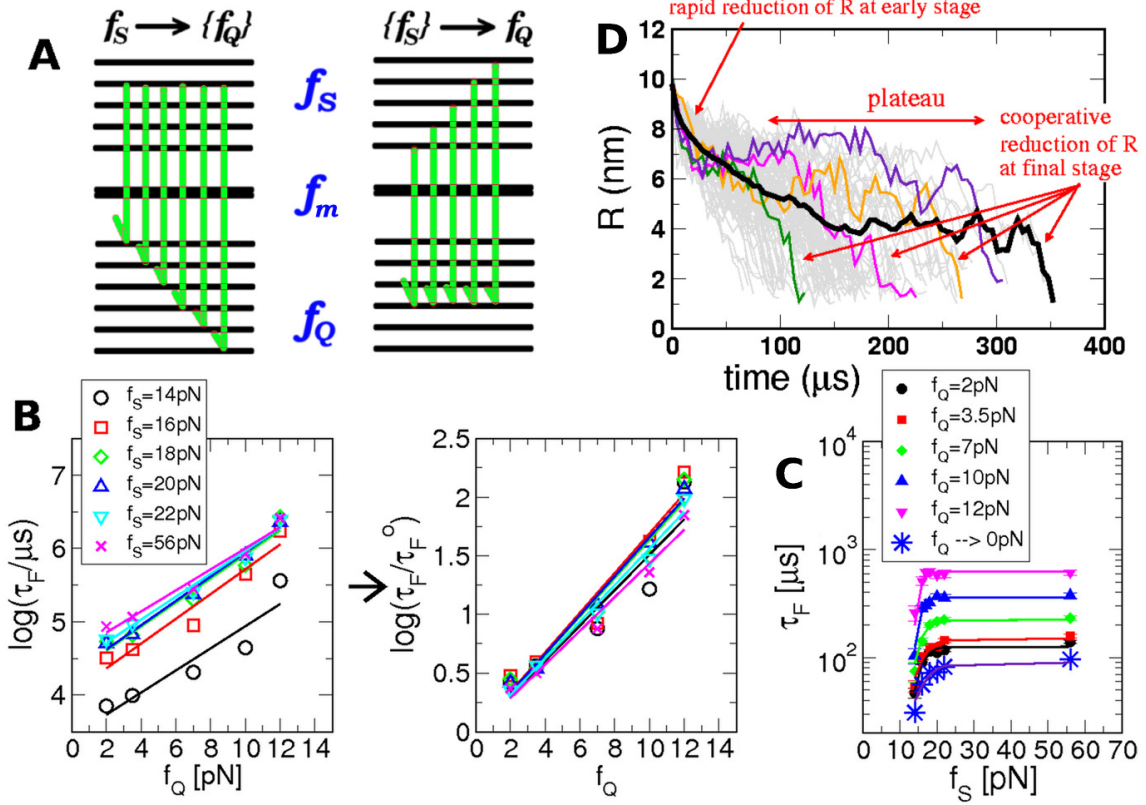 A
f_S → {f_Q}
{f_S} → f_Q
f_S
f_m
f_Q
D
rapid reduction of R at early stage
plateau
cooperative
reduction of R
at final stage
R (nm)
12
10
8
6
4
2
0
0 100 200 300 400
time (μs)
B
f_S=14pN
f_S=16pN
f_S=18pN
f_S=20pN
f_S=22pN
f_S=56pN
log(τ_F/μs)
7
6
5
4
0 2 4 6 8 10 12 14
f_Q [pN]
log(τ_F/τ_F^o)
2.5
2.0
1.5
1.0
0.5
0
0 2 4 6 8 10 12 14
f_Q
C
f_Q=2pN
f_Q=3.5pN
f_Q=7pN
f_Q=10pN
f_Q=12pN
f_Q --> 0pN
τ_F [μs]
10^4
10^3
10^2
0 10 20 30 40 50 60 70
f_S [pN]